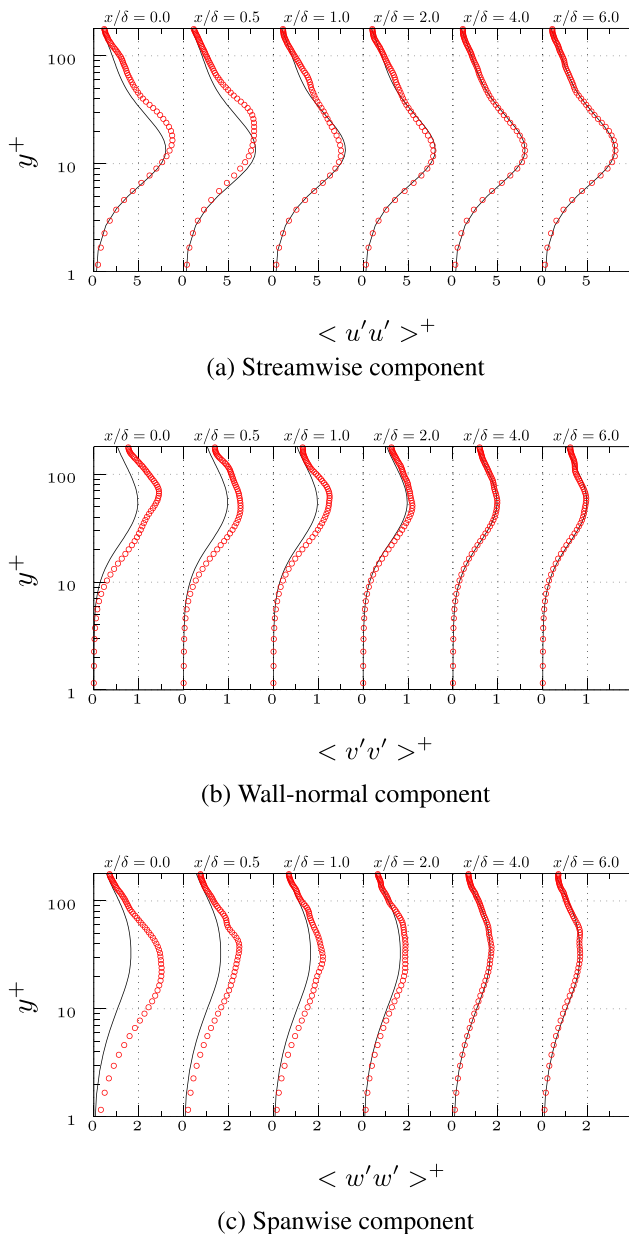 x/δ = 0.0 x/δ = 0.5 x/δ = 1.0 x/δ = 2.0 x/δ = 4.0 x/δ = 6.0
100
10
1
y+
0 5 0 5 0 5 0 5 0 5 0 5
< u′u′ >+
(a) Streamwise component
x/δ = 0.0 x/δ = 0.5 x/δ = 1.0 x/δ = 2.0 x/δ = 4.0 x/δ = 6.0
100
10
1
y+
0 1 0 1 0 1 0 1 0 1 0 1
< v′v′ >+
(b) Wall-normal component
x/δ = 0.0 x/δ = 0.5 x/δ = 1.0 x/δ = 2.0 x/δ = 4.0 x/δ = 6.0
100
10
1
y+
0 2 0 2 0 2 0 2 0 2 0 2
< w′w′ >+
(c) Spanwise component